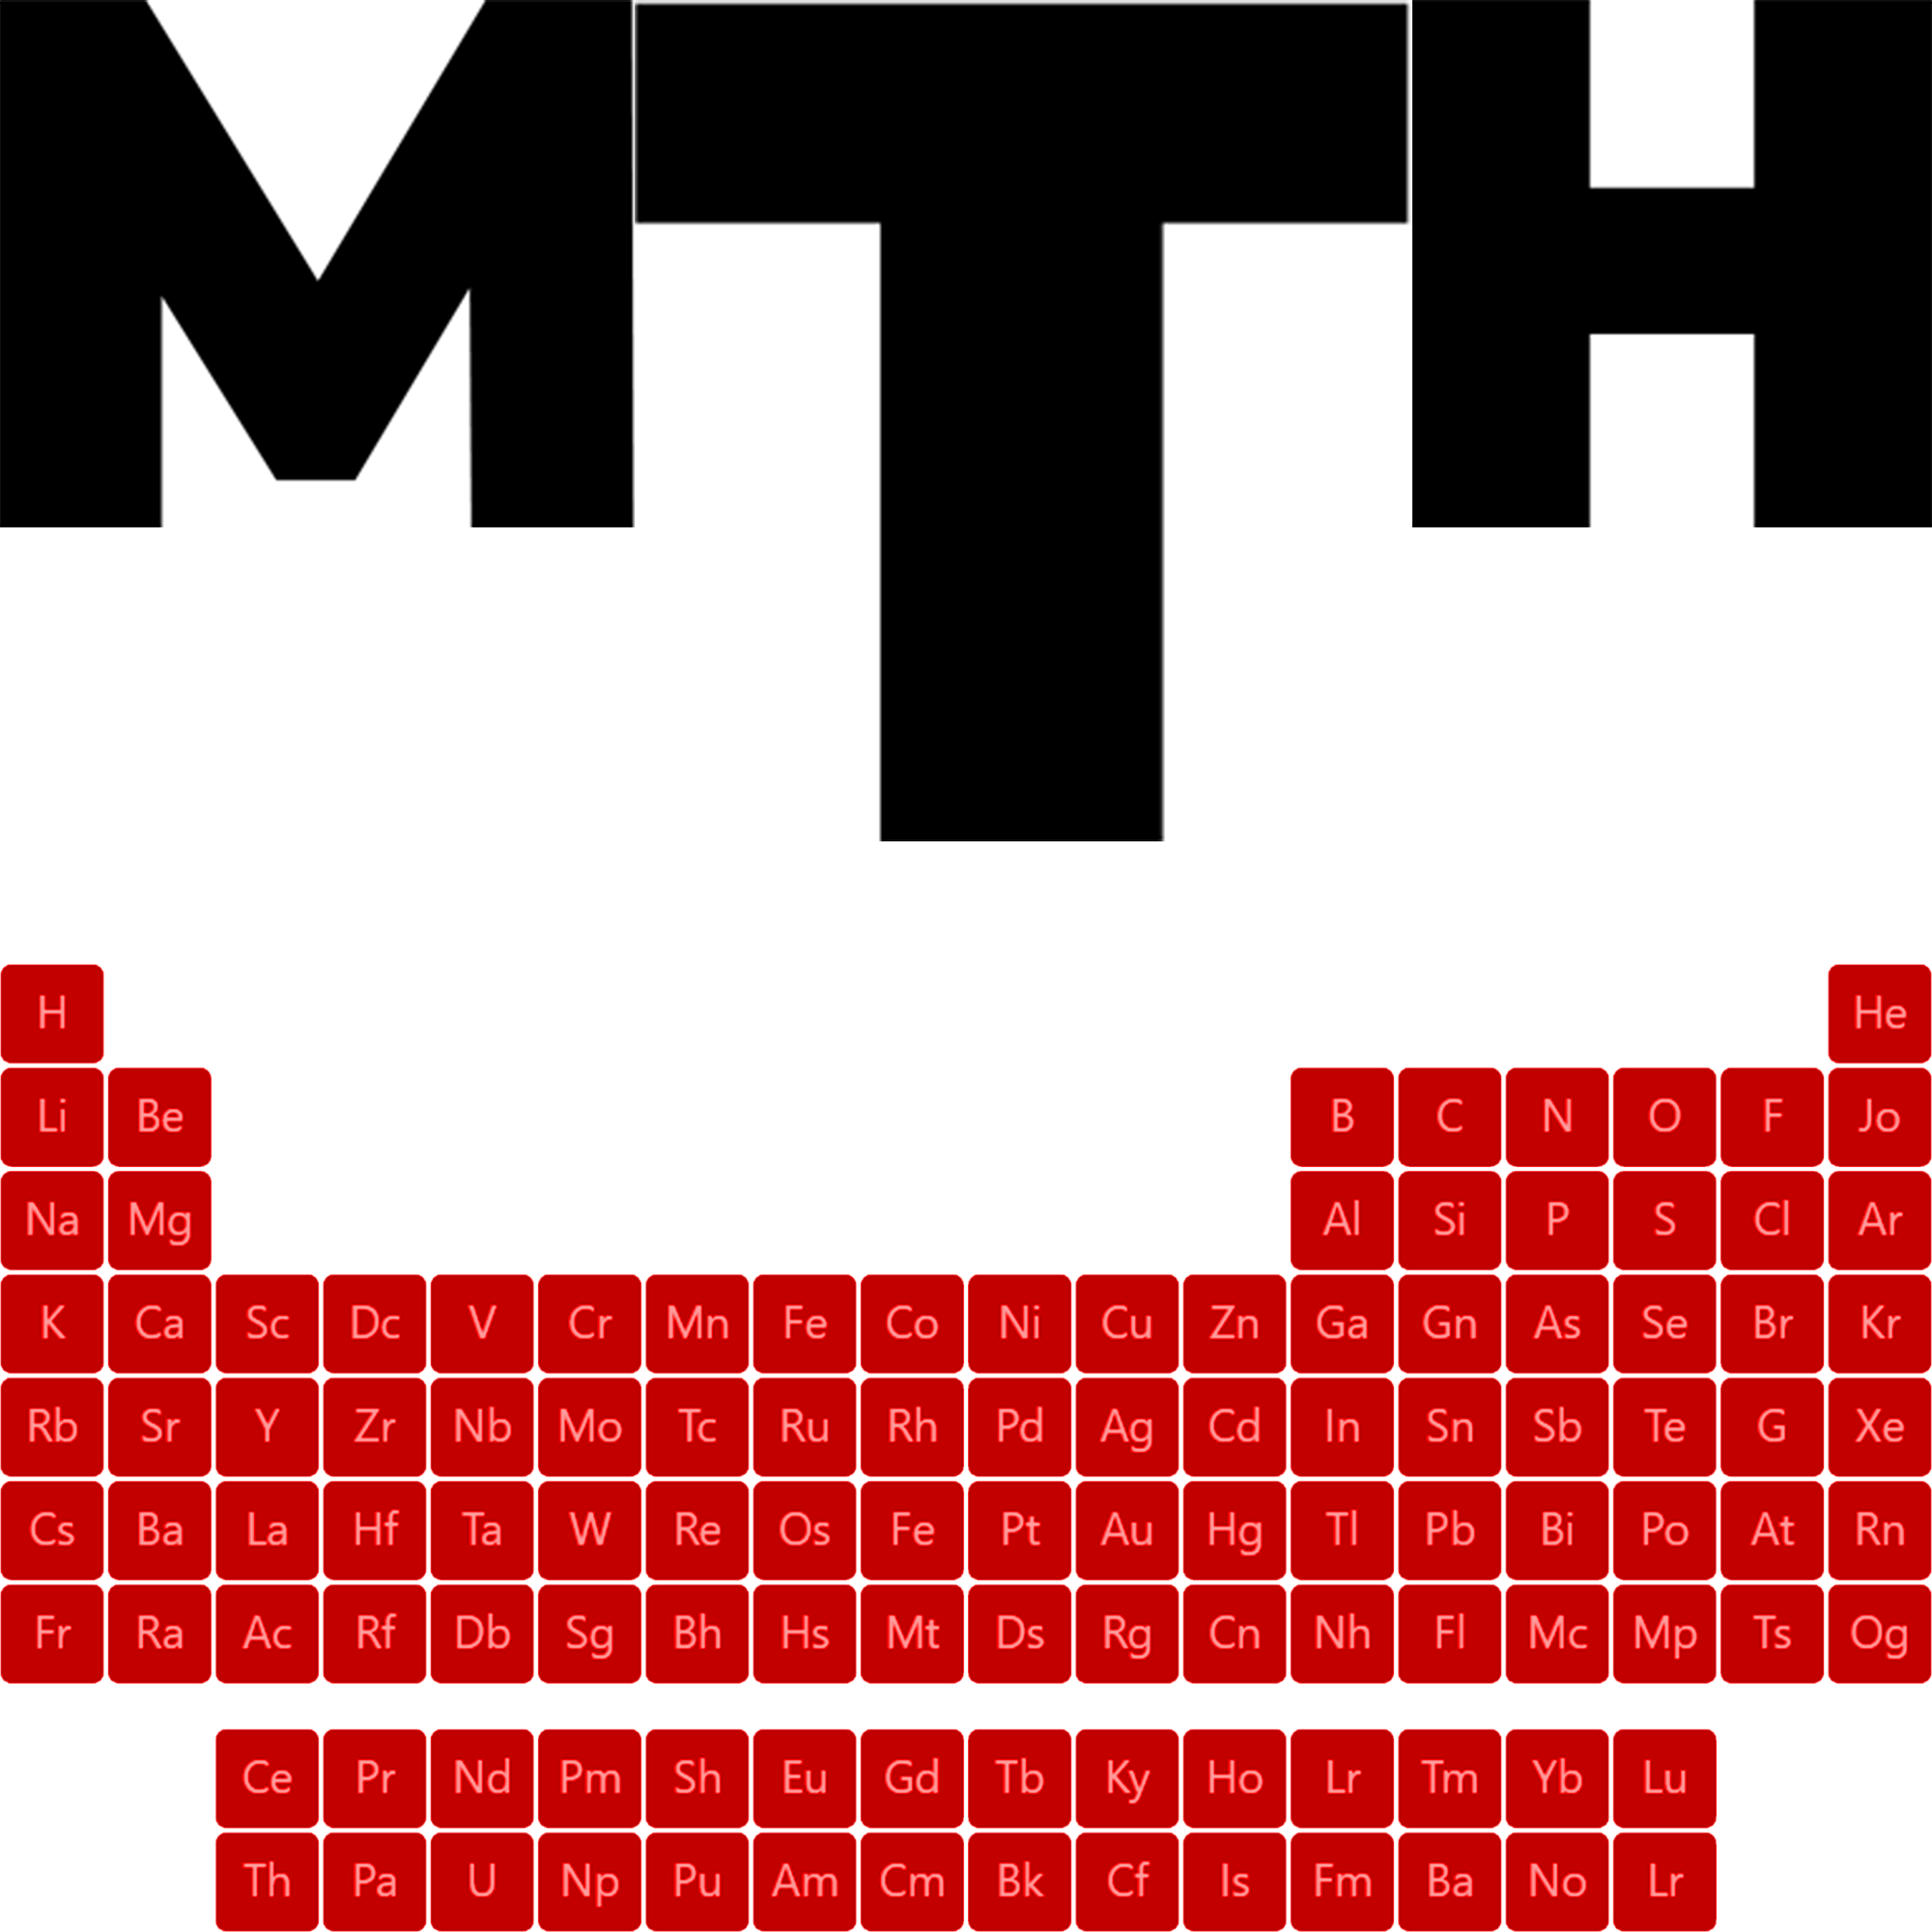 MTH
H He
Li Be B C N O F Jo
Na Mg Al Si P S Cl Ar
K Ca Sc Dc V Cr Mn Fe Co Ni Cu Zn Ga Gn As Se Br Kr
Rb Sr Y Zr Nb Mo Tc Ru Rh Pd Ag Cd In Sn Sb Te G Xe
Cs Ba La Hf Ta W Re Os Fe Pt Au Hg Tl Pb Bi Po At Rn
Fr Ra Ac Rf Db Sg Bh Hs Mt Ds Rg Cn Nh Fl Mc Mp Ts Og
Ce Pr Nd Pm Sh Eu Gd Tb Ky Ho Lr Tm Yb Lu
Th Pa U Np Pu Am Cm Bk Cf Is Fm Ba No Lr